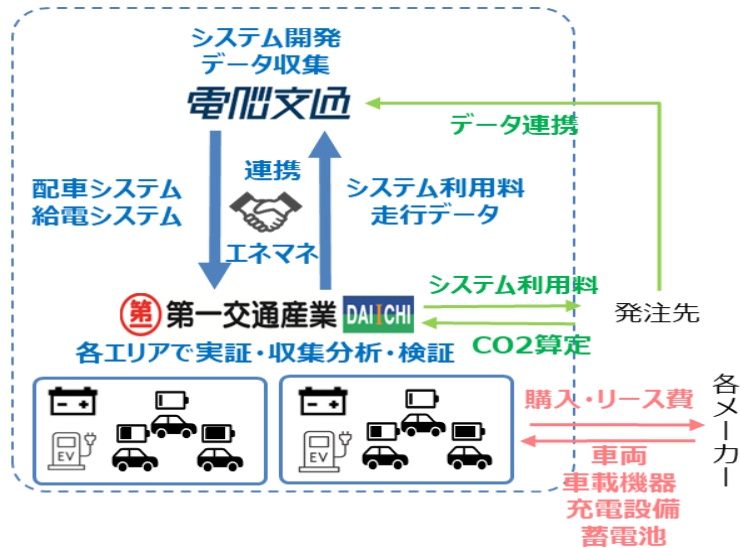 システム開発
データ収集
電脳交通
データ連携
配車システム
給電システム
連携
エネマネ
システム利用料
走行データ
第一 第一交通産業 DAIICHI
システム利用料
CO2算定
発注先
各エリアで実証・収集分析・検証
EV
EV
購入・リース費
車両
車載機器
充電設備
蓄電池
各メーカー